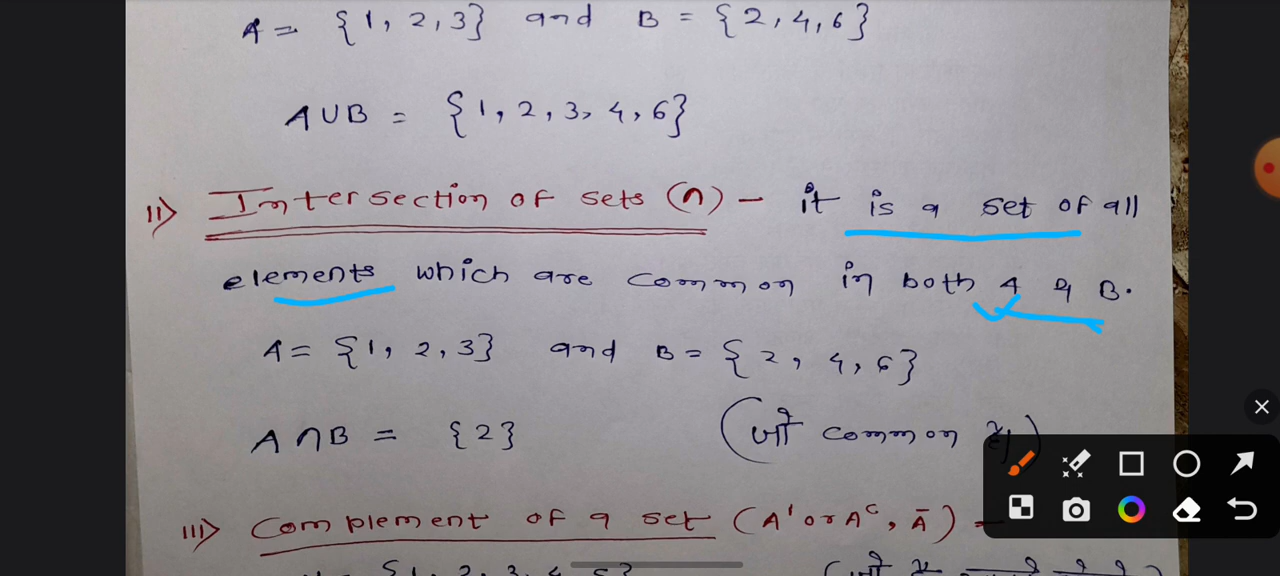 A = {1, 2, 3} and B = {2, 4, 6}
A∪B = {1, 2, 3, 4, 6}
II) Intersection of sets (∩) - it is a set of all
elements which are common in both A & B.
A = {1, 2, 3} and B = {2, 4, 6}
A∩B = {2} (जो common है।)
III) Complement of a set (A' or Aᶜ, Ā) -